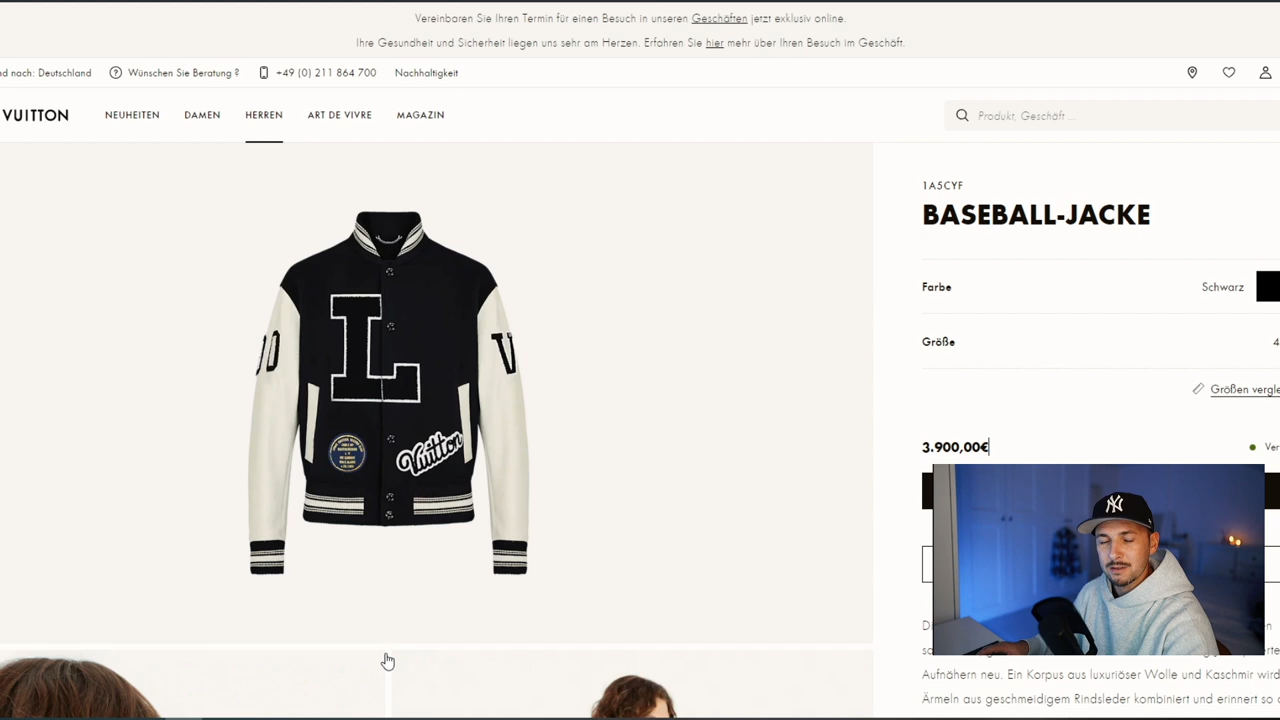 Vereinbaren Sie Ihren Termin für einen Besuch in unseren Geschäften jetzt exklusiv online.
Ihre Gesundheit und Sicherheit liegen uns sehr am Herzen. Erfahren Sie hier mehr über Ihren Besuch im Geschäft.
nach: Deutschland
Wünschen Sie Beratung ?
+49 (0) 211 864 700
Nachhaltigkeit
VUITTON
NEUHEITEN
DAMEN
HERREN
ART DE VIVRE
MAGAZIN
Produkt, Geschäft ...
1A5CYF
BASEBALL-JACKE
Farbe
Schwarz
Größe
4
Größen vergle
3.900,00€
Ver
L
V
Vuitton
NY
Aufnähern neu. Ein Korpus aus luxuriöser Wolle und Kaschmir wird
Ärmeln aus geschmeidigem Rindsleder kombiniert und erinnert so